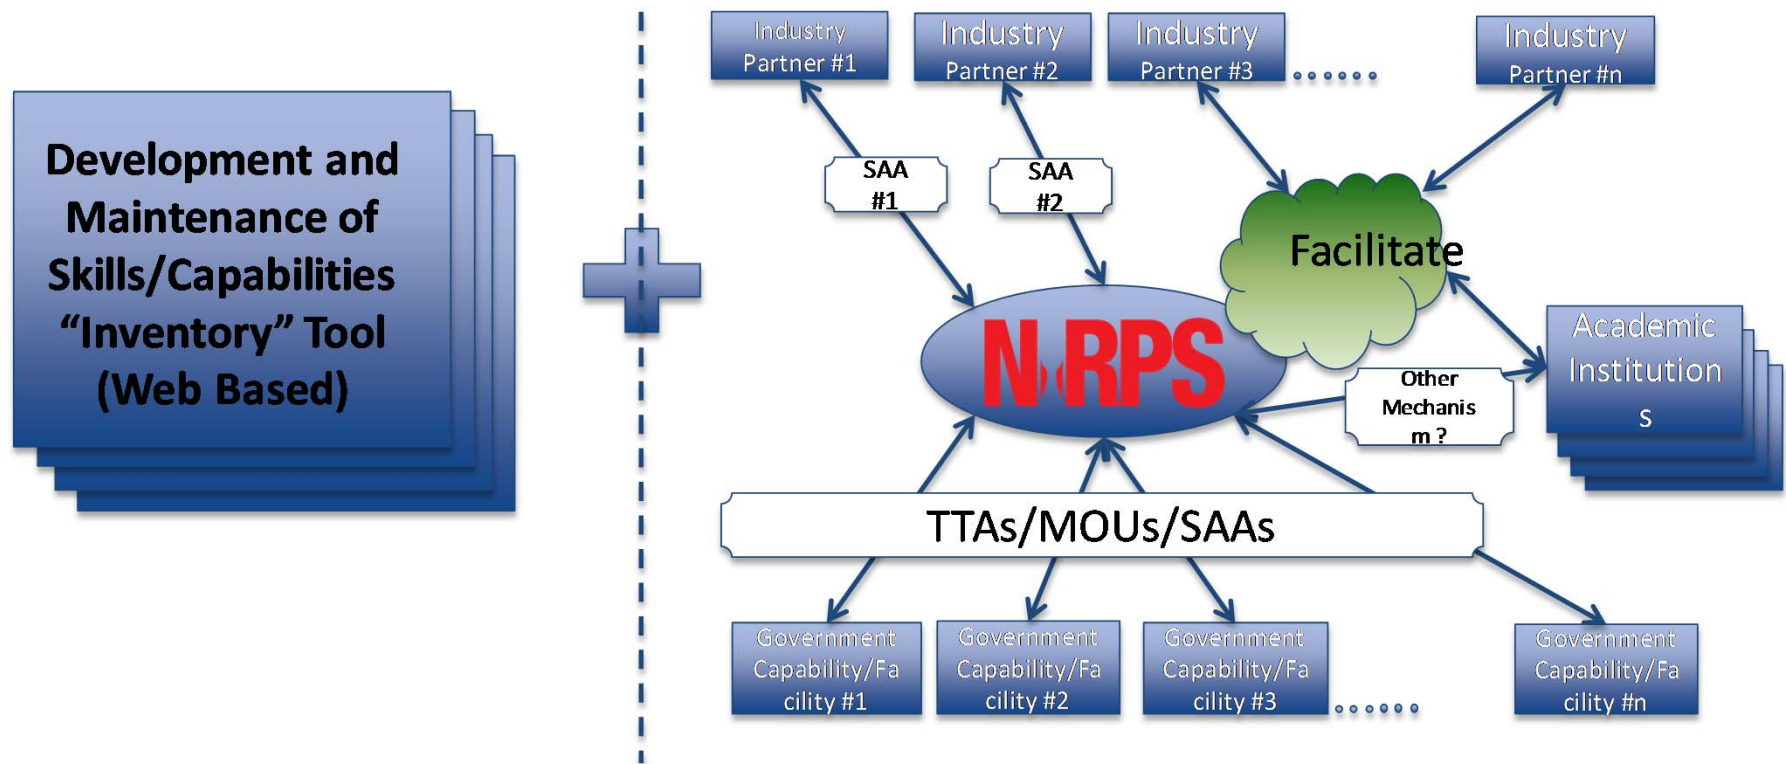 Development and
Maintenance of
Skills/Capabilities
“Inventory” Tool
(Web Based)
Industry
Partner #1
Industry
Partner #2
Industry
Partner #3
......
Industry
Partner #n
SAA
#1
SAA
#2
Facilitate
NIRPS
Academic
Institution
s
Other
Mechanis
m ?
TTAs/MOUs/SAAs
Government
Capability/Fa
cility #1
Government
Capability/Fa
cility #2
Government
Capability/Fa
cility #3
......
Government
Capability/Fa
cility #n